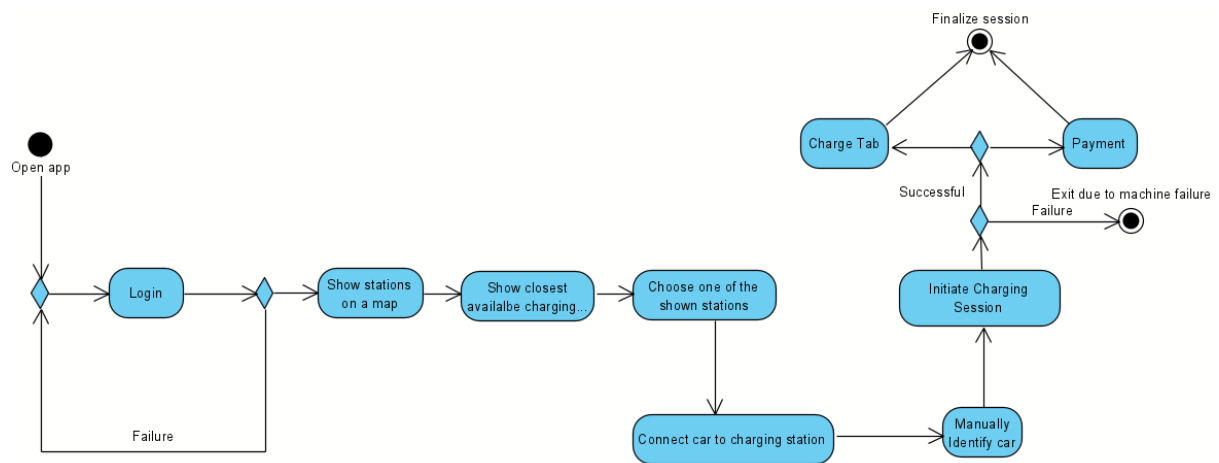 Finalize session
Charge Tab
Payment
Open app
Successful
Exit due to machine failure
Failure
Login
Show stations
on a map
Show closest
availalbe charging...
Choose one of the
shown stations
Initiate Charging
Session
Failure
Connect car to charging station
Manually
Identify car